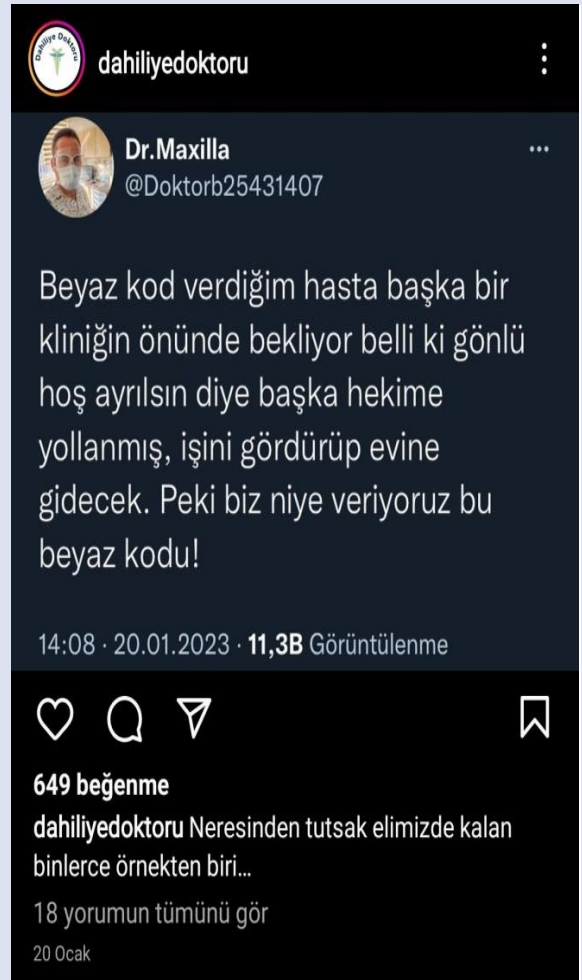 Dahiliye Doktoru
dahiliyedoktoru
Dr.Maxilla
@Doktorb25431407
Beyaz kod verdiğim hasta başka bir
kliniğin önünde bekliyor belli ki gönlü
hoş ayrılsın diye başka hekime
yollanmış, işini gördürüp evine
gidecek. Peki biz niye veriyoruz bu
beyaz kodu!
14:08 · 20.01.2023 · 11,3B Görüntülenme
649 beğenme
dahiliyedoktoru Neresinden tutsak elimizde kalan
binlerce örnekten biri...
18 yorumun tümünü gör
20 Ocak